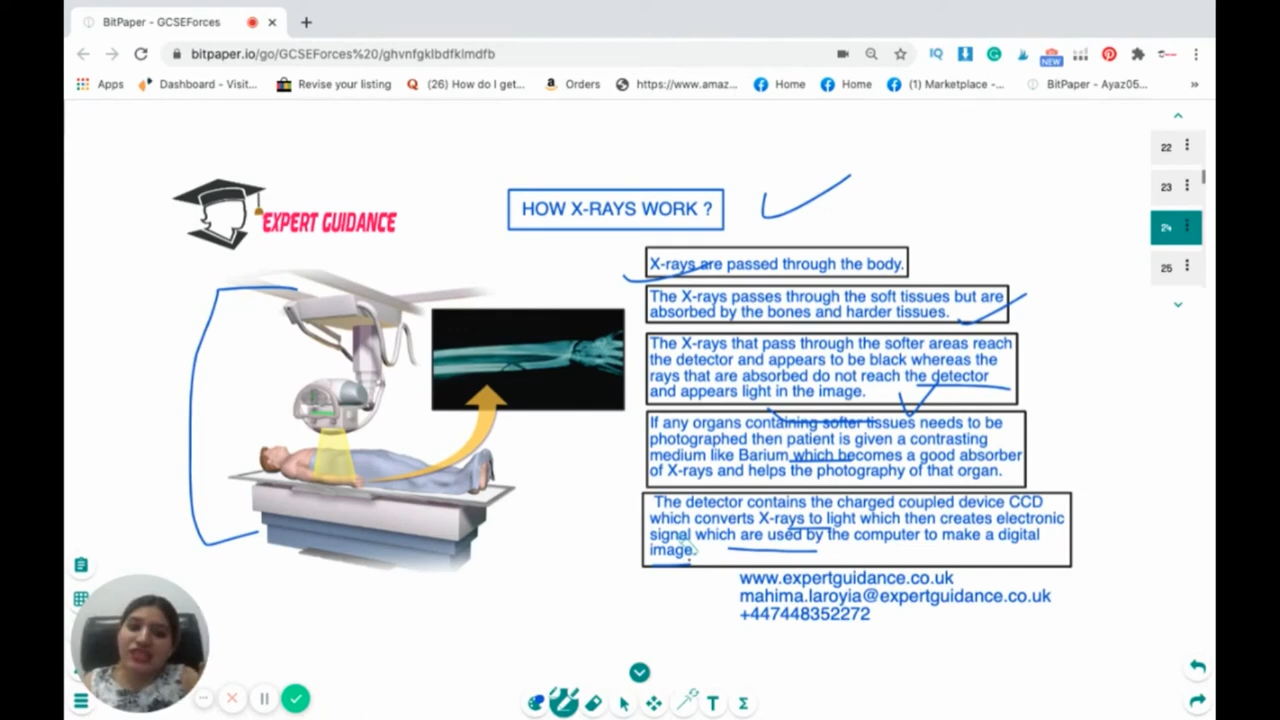 BitPaper - GCSEForces
bitpaper.io/go/GCSEForces%20/ghvnfgklbdfklmdfb
IQ
NEW
Apps
Dashboard - Visit...
Revise your listing
(26) How do I get...
Orders
https://www.amaz...
Home
Home
(1) Marketplace -...
BitPaper - Ayaz05...
»
22
23
24
25
EXPERT GUIDANCE
HOW X-RAYS WORK ?
X-rays are passed through the body.
The X-rays passes through the soft tissues but are
absorbed by the bones and harder tissues.
The X-rays that pass through the softer areas reach
the detector and appears to be black whereas the
rays that are absorbed do not reach the detector
and appears light in the image.
If any organs containing softer tissues needs to be
photographed then patient is given a contrasting
medium like Barium which becomes a good absorber
of X-rays and helps the photography of that organ.
The detector contains the charged coupled device CCD
which converts X-rays to light which then creates electronic
signal which are used by the computer to make a digital
image.
www.expertguidance.co.uk
mahima.laroyia@expertguidance.co.uk
+447448352272
T
Σ